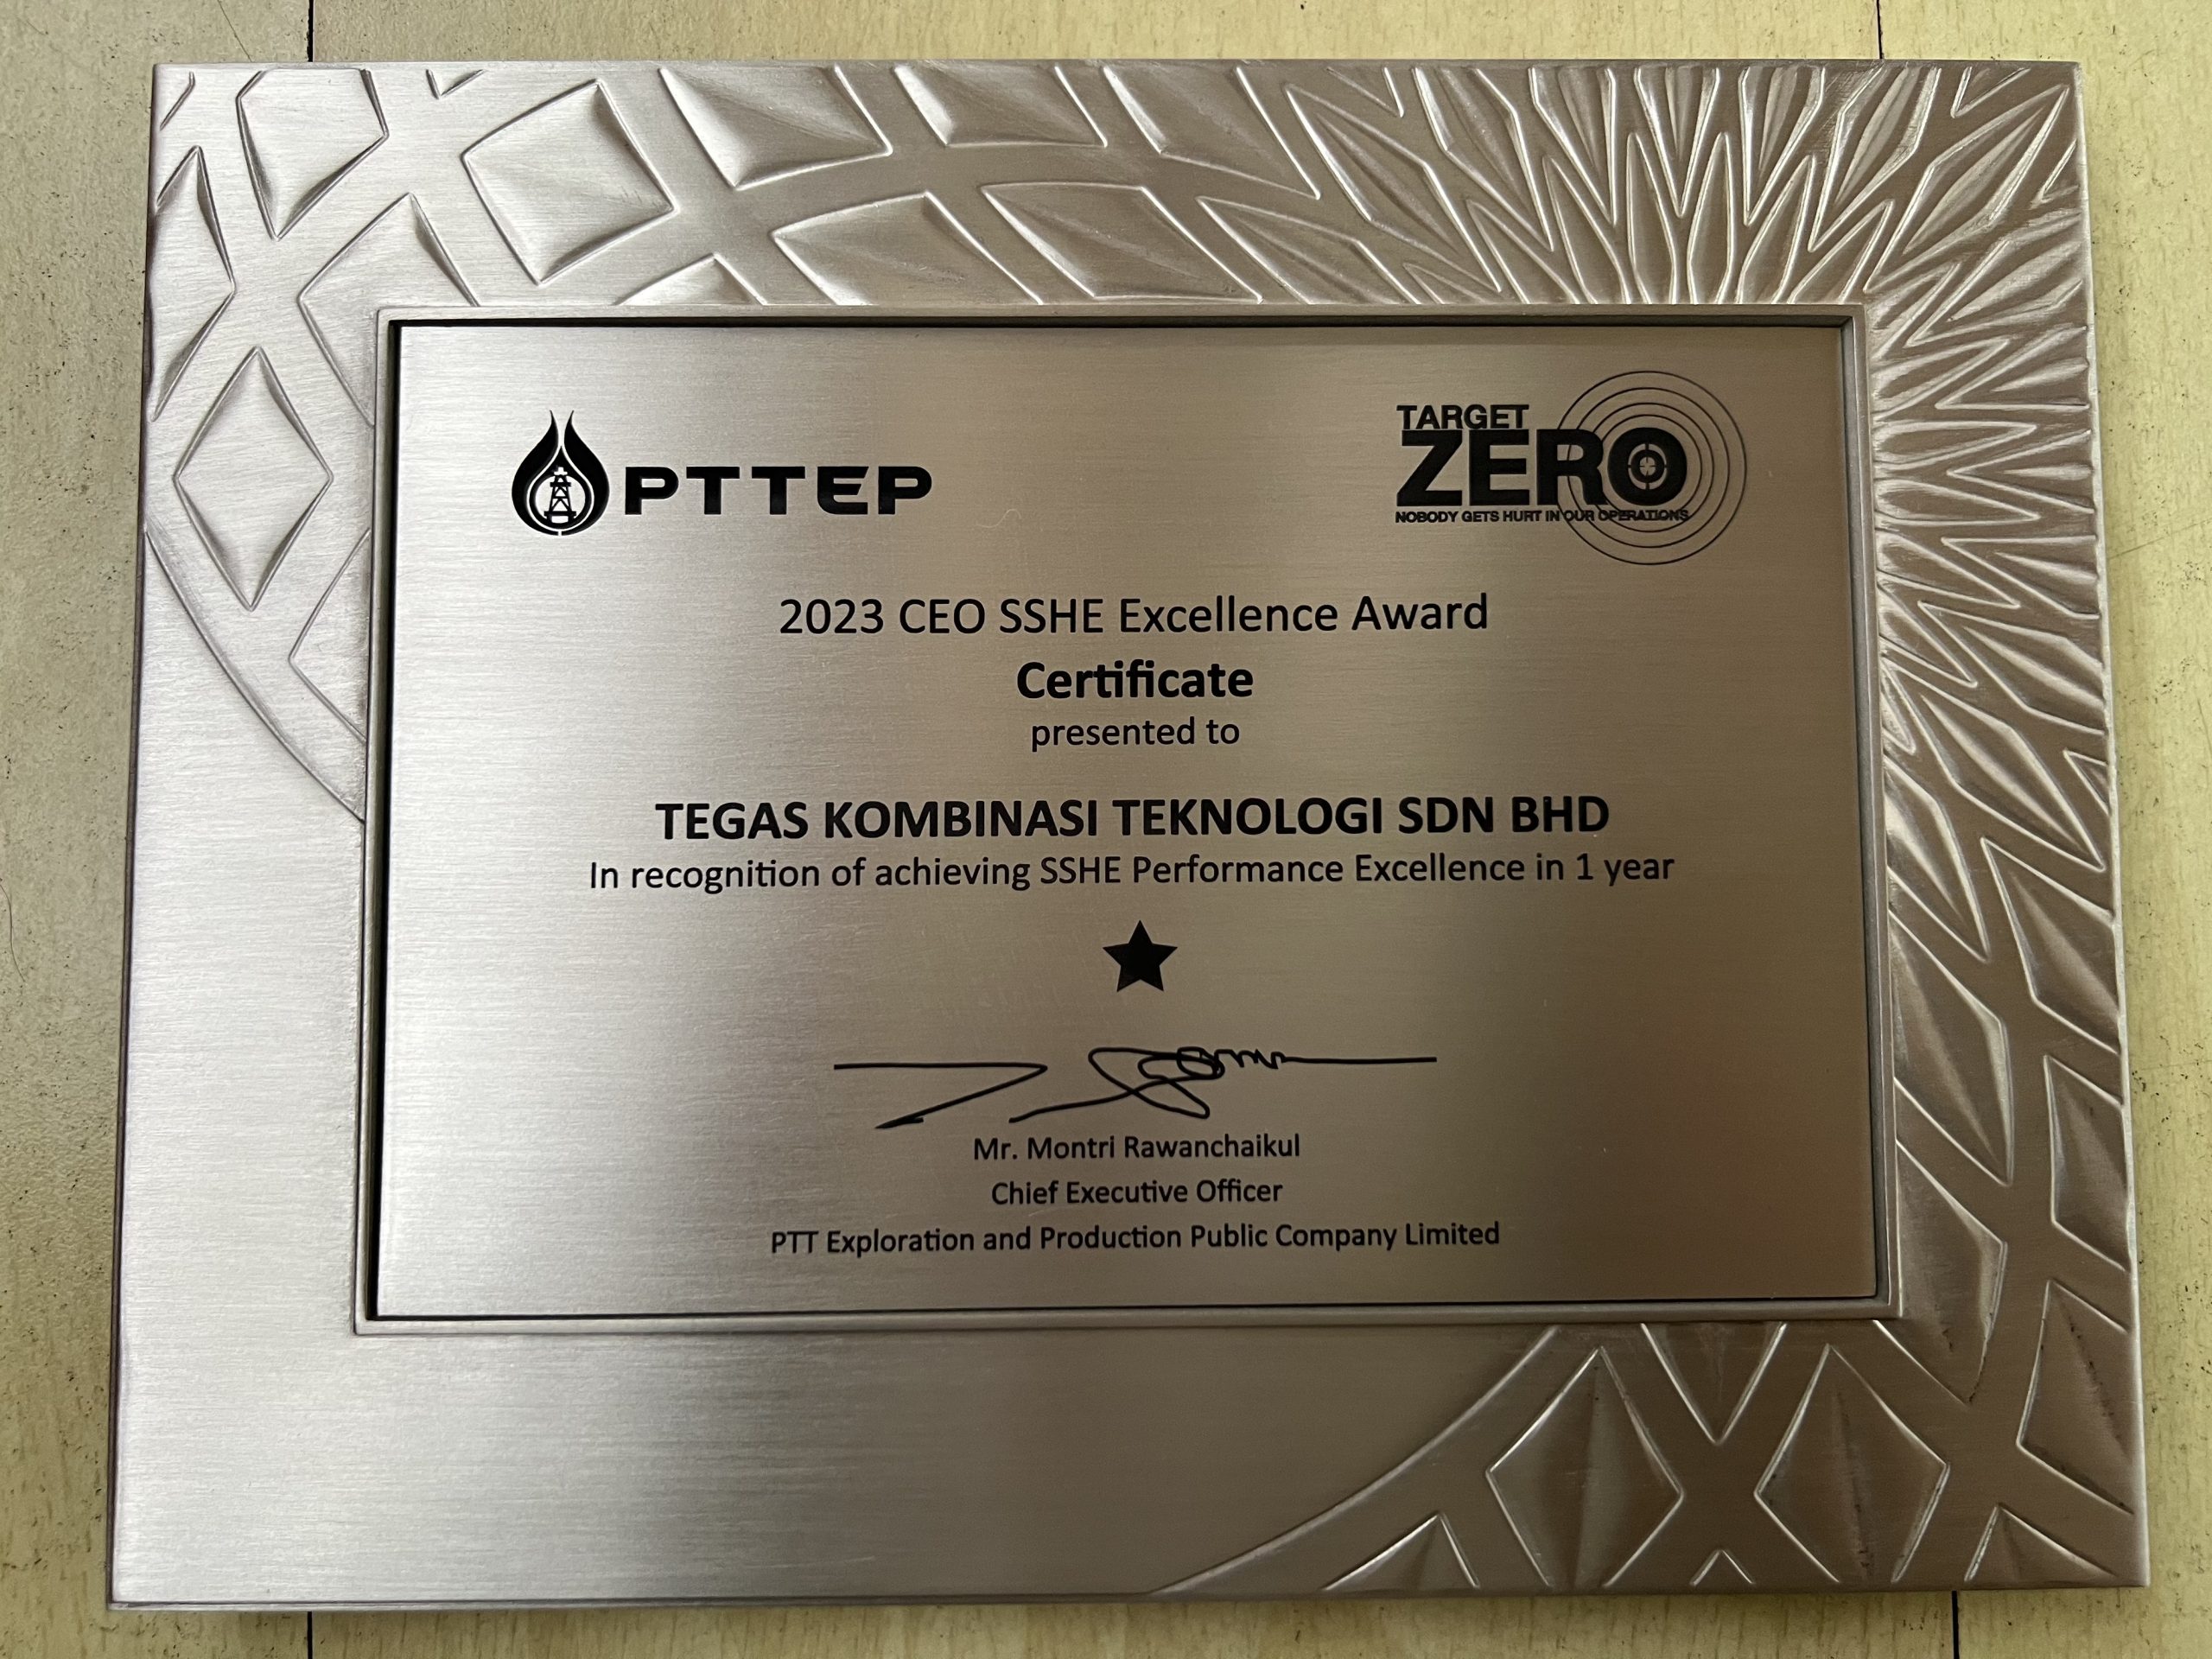 PTTEP
TARGET
ZERO
NOBODY GETS HURT IN OUR OPERATIONS
2023 CEO SSHE Excellence Award
Certificate
presented to
TEGAS KOMBINASI TEKNOLOGI SDN BHD
In recognition of achieving SSHE Performance Excellence in 1 year
Mr. Montri Rawanchaikul
Chief Executive Officer
PTT Exploration and Production Public Company Limited